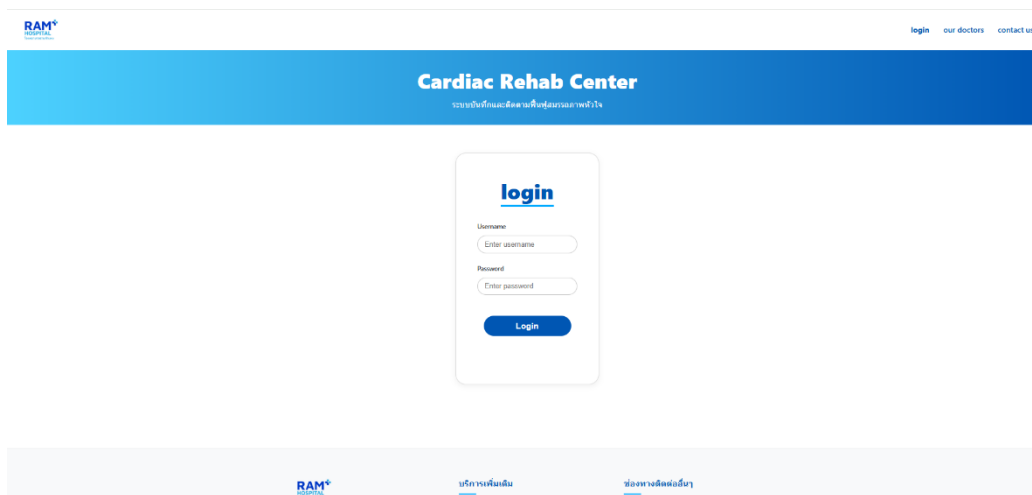 RAM
HOSPITAL
login our doctors contact us
Cardiac Rehab Center
ระบบบันทึกและติดตามฟื้นฟูสมรรถภาพหัวใจ
login
Username
Enter username
Password
Enter password
Login
RAM
HOSPITAL
บริการเพิ่มเติม
ช่องทางติดต่ออื่นๆ